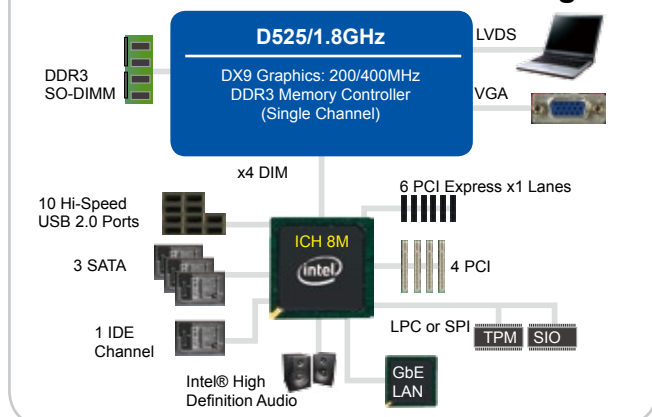 D525/1.8GHz
DX9 Graphics: 200/400MHz
DDR3 Memory Controller
(Single Channel)
DDR3
SO-DIMM
LVDS
VGA
x4 DIM
10 Hi-Speed
USB 2.0 Ports
6 PCI Express x1 Lanes
ICH 8M
intel
3 SATA
4 PCI
1 IDE
Channel
LPC or SPI
TPM
SIO
Intel® High
Definition Audio
GbE
LAN